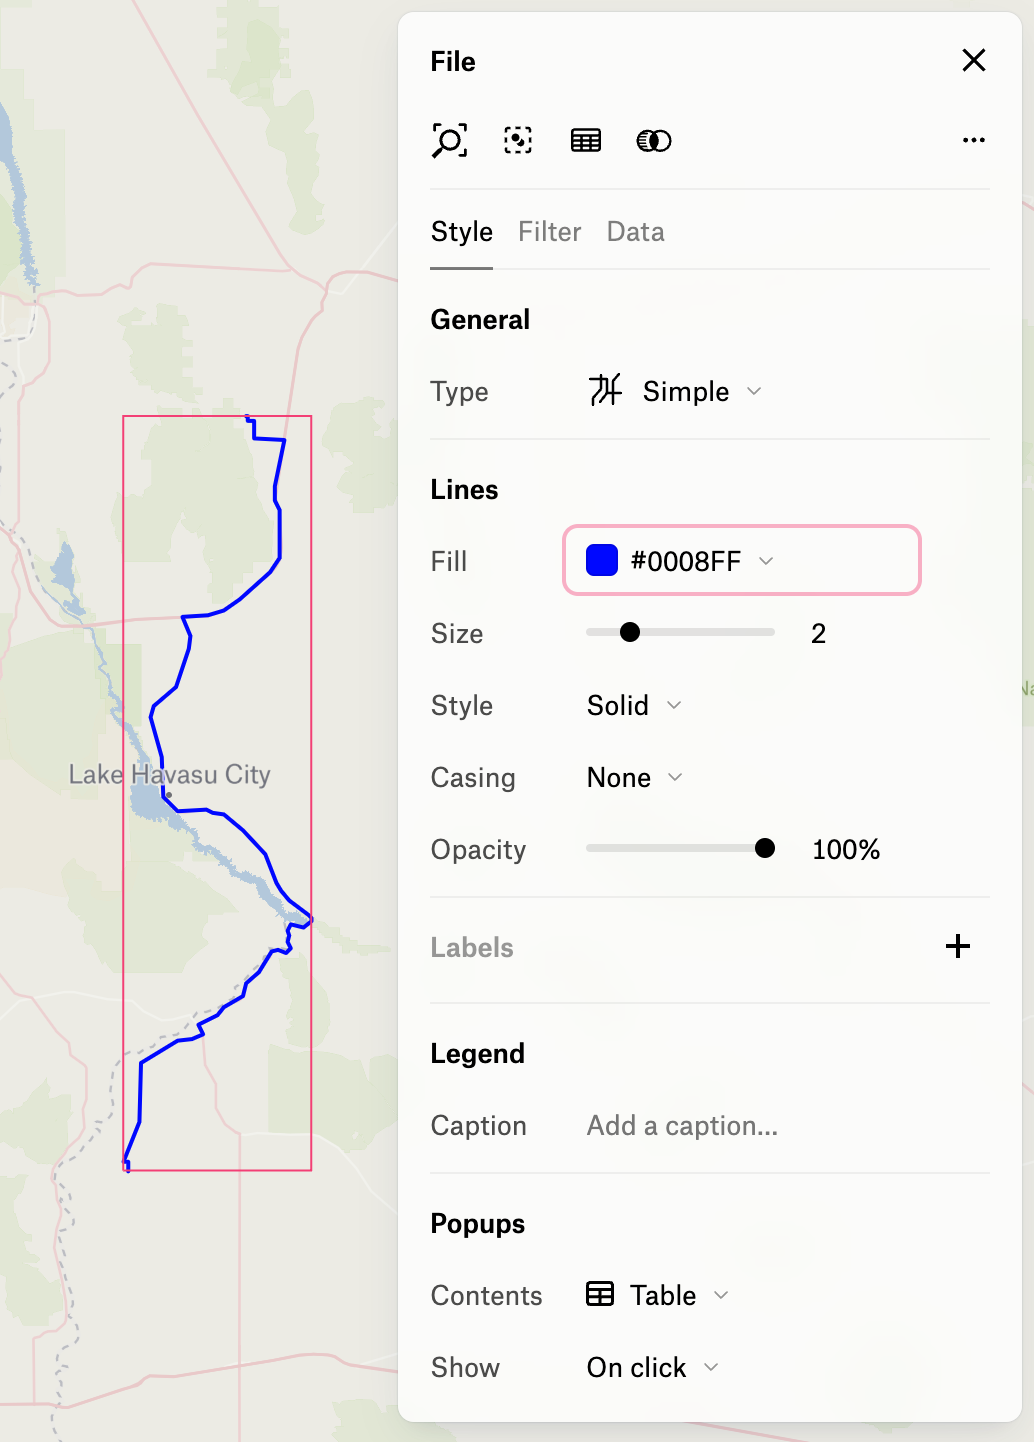 File
Style Filter Data
General
Type Simple
Lines
Fill #0008FF
Size 2
Style Solid
Casing None
Opacity 100%
Labels
Legend
Caption Add a caption...
Popups
Contents Table
Show On click
Lake Havasu City